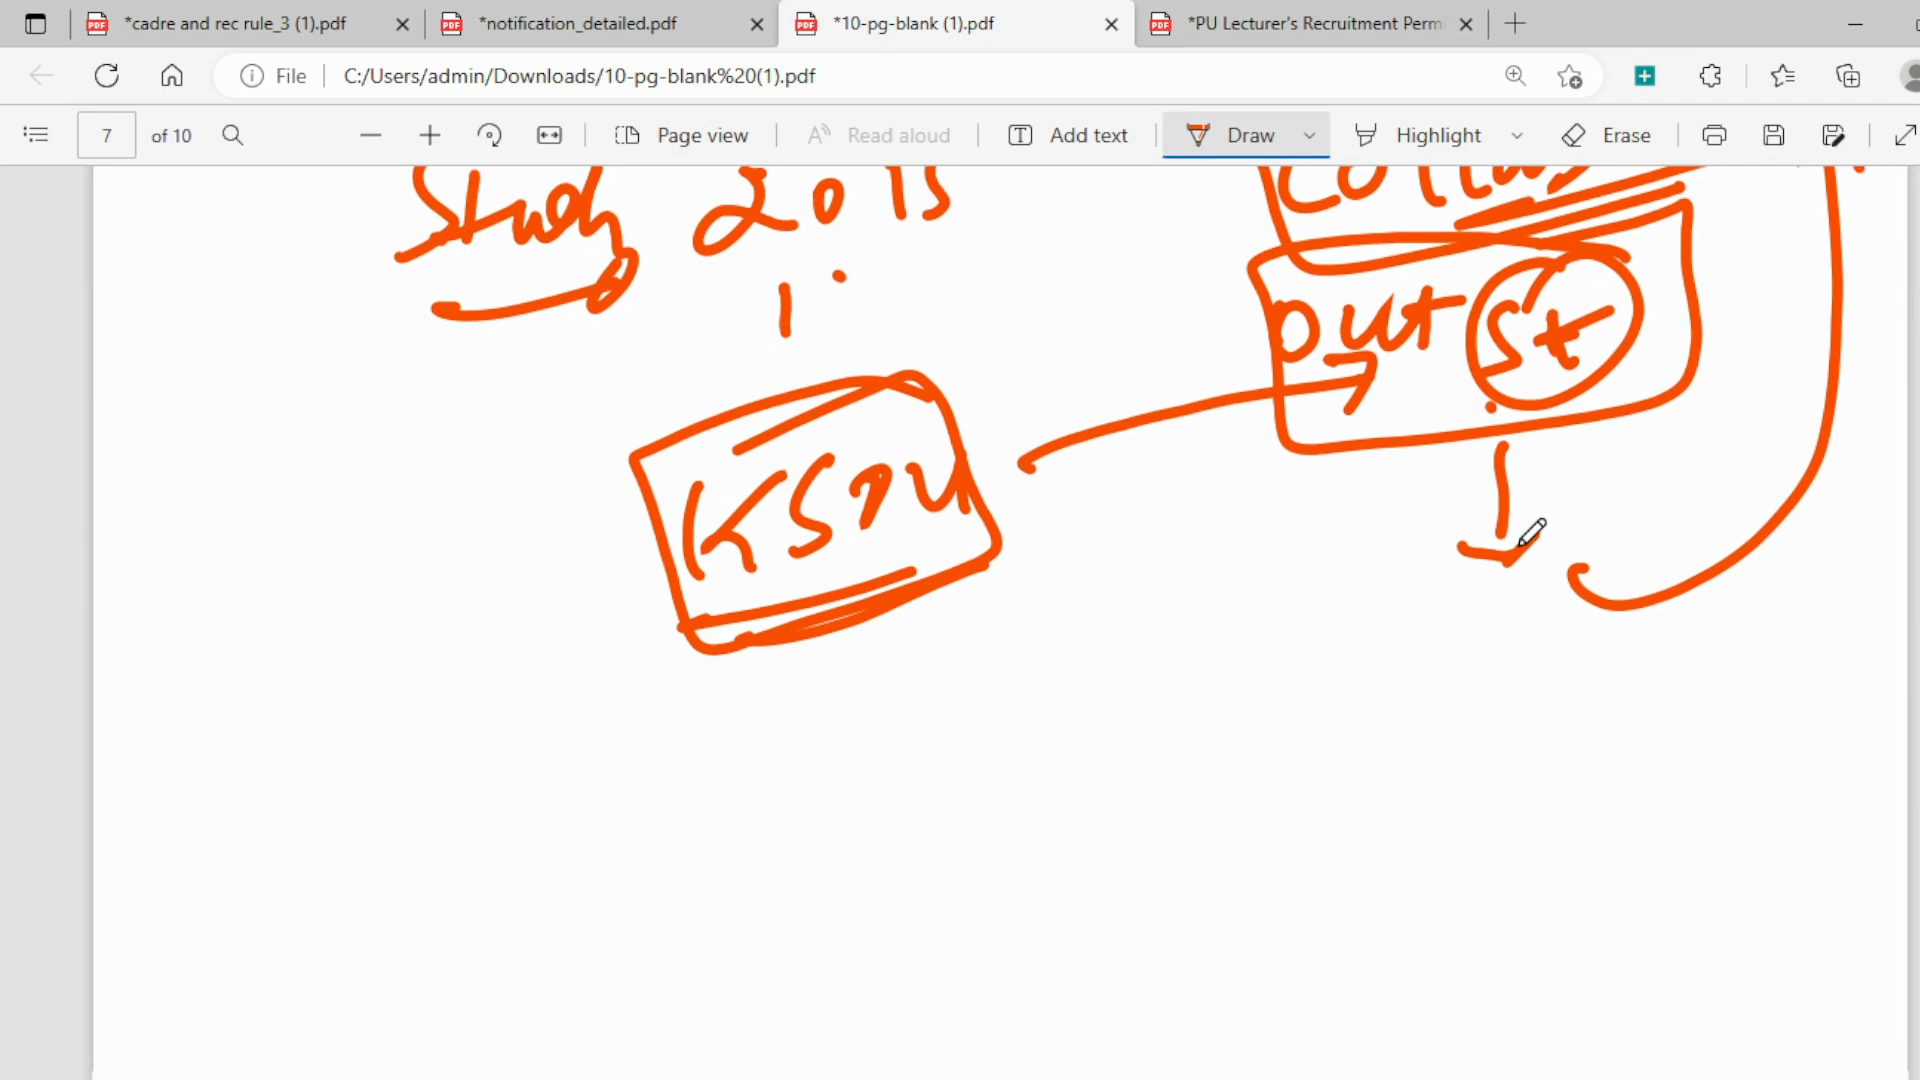 *cadre and rec rule_3 (1).pdf
*notification_detailed.pdf
*10-pg-blank (1).pdf
*PU Lecturer's Recruitment Permi
File
C:/Users/admin/Downloads/10-pg-blank%20(1).pdf
7 of 10
Page view
Read aloud
Add text
Draw
Highlight
Erase
Study 2015
out st